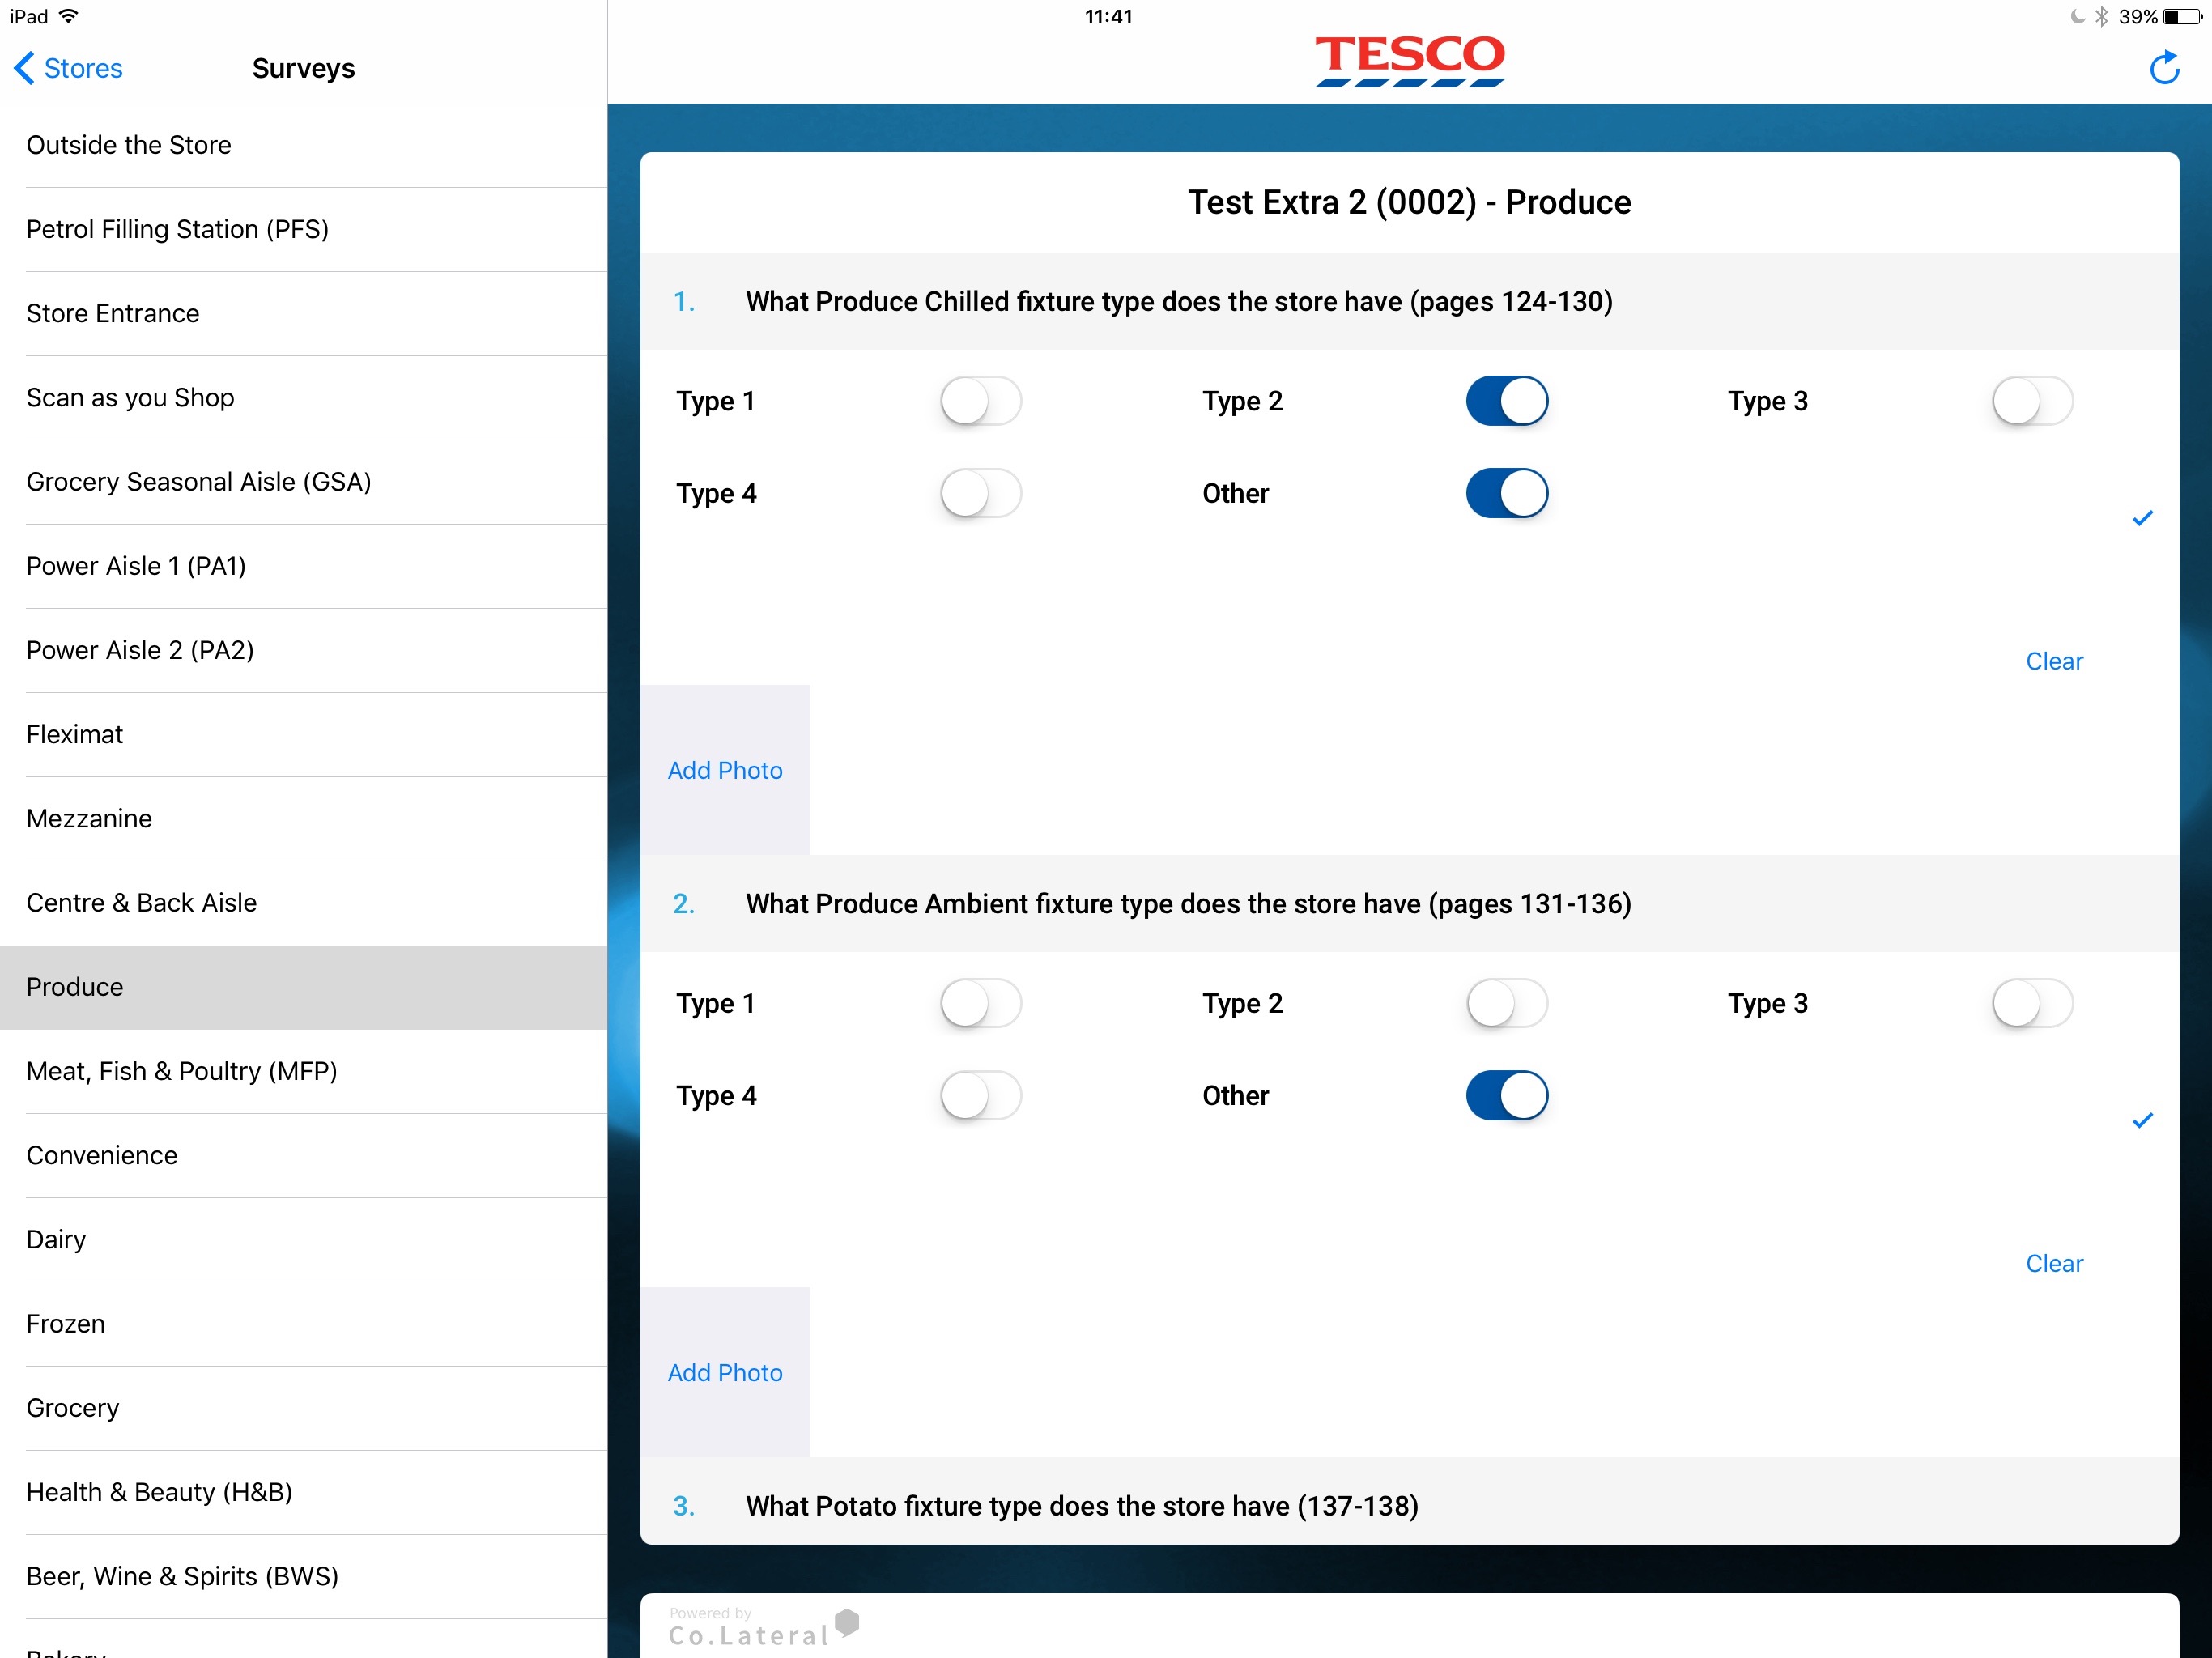 iPad 11:41 39%
Stores Surveys TESCO
Outside the Store
Petrol Filling Station (PFS)
Store Entrance
Scan as you Shop
Grocery Seasonal Aisle (GSA)
Power Aisle 1 (PA1)
Power Aisle 2 (PA2)
Fleximat
Mezzanine
Centre & Back Aisle
Produce
Meat, Fish & Poultry (MFP)
Convenience
Dairy
Frozen
Grocery
Health & Beauty (H&B)
Beer, Wine & Spirits (BWS)
Bakery
Test Extra 2 (0002) - Produce
1. What Produce Chilled fixture type does the store have (pages 124-130)
Type 1 Type 2 Type 3
Type 4 Other
Clear
Add Photo
2. What Produce Ambient fixture type does the store have (pages 131-136)
Type 1 Type 2 Type 3
Type 4 Other
Clear
Add Photo
3. What Potato fixture type does the store have (137-138)
Powered by
Co.Lateral